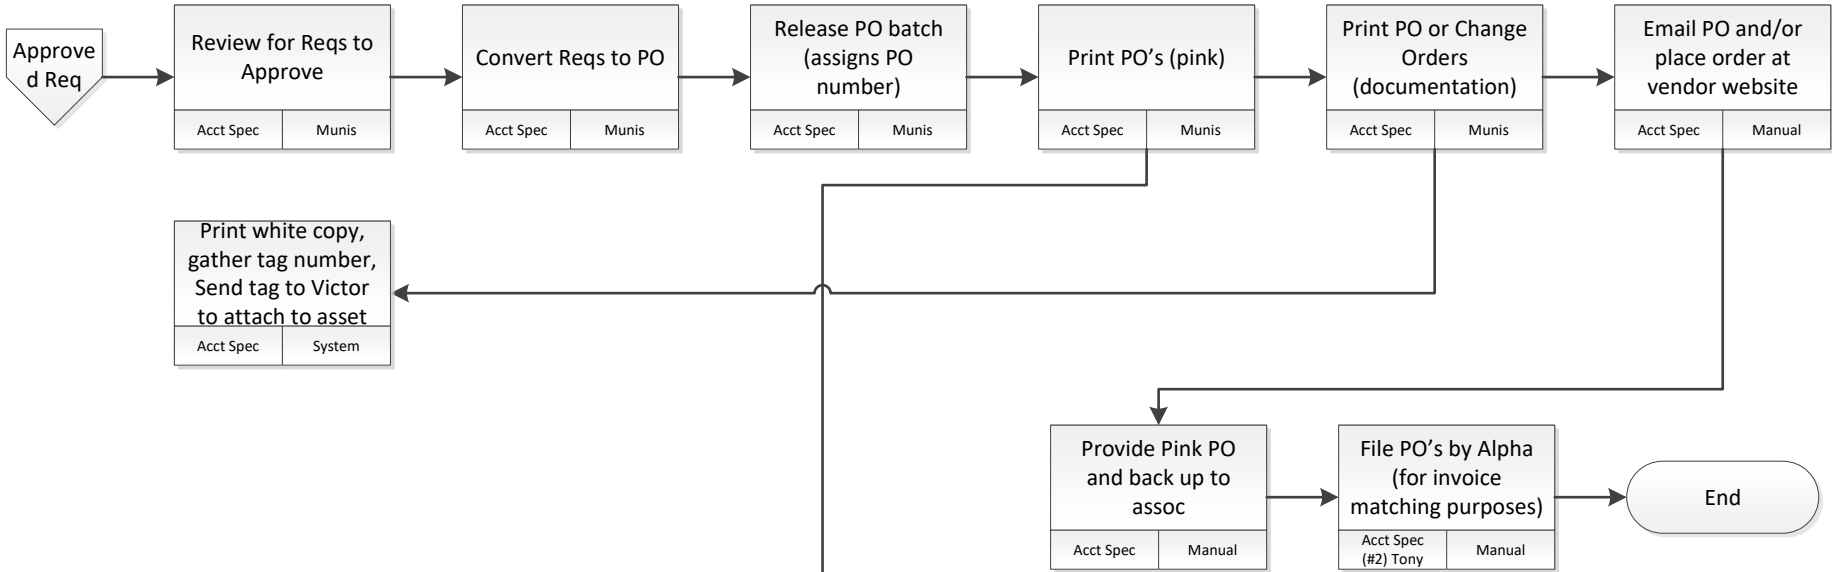 Approve
d Req
Review for Reqs to
Approve
Acct Spec
Munis
Convert Reqs to PO
Acct Spec
Munis
Release PO batch
(assigns PO
number)
Acct Spec
Munis
Print PO’s (pink)
Acct Spec
Munis
Print PO or Change
Orders
(documentation)
Acct Spec
Munis
Email PO and/or
place order at
vendor website
Acct Spec
Manual
Print white copy,
gather tag number,
Send tag to Victor
to attach to asset
Acct Spec
System
Provide Pink PO
and back up to
assoc
Acct Spec
Manual
File PO’s by Alpha
(for invoice
matching purposes)
Acct Spec
(#2) Tony
Manual
End